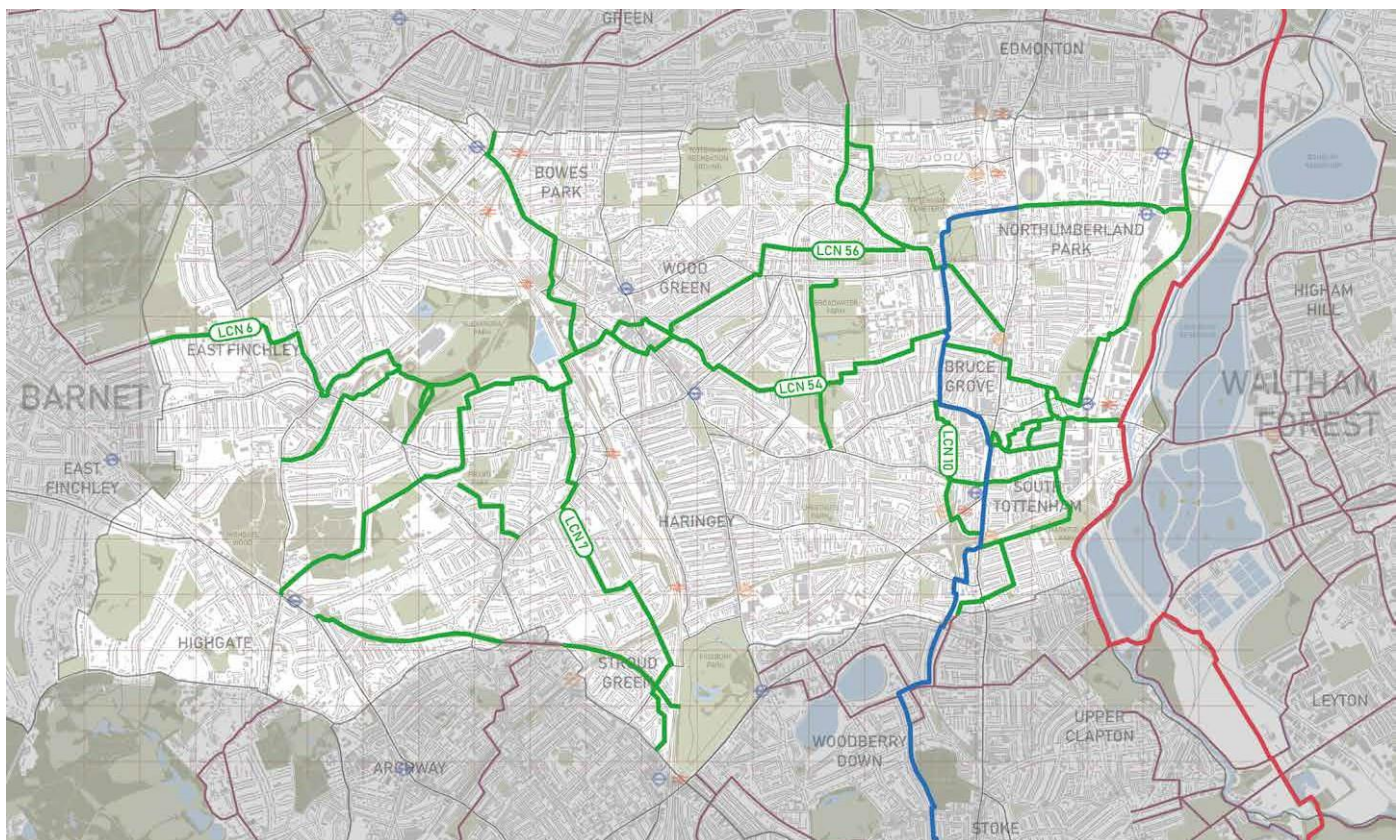 GREEN
EDMONTON
BOWES
PARK
NORTHUMBERLAND
PARK
LCN 56
WOOD
GREEN
HIGHAM
HILL
LCN 6
EAST FINCHLEY
BARNET
BRUCE
GROVE
WALTHAM
FOREST
LCN 54
LCN 10
EAST
FINCHLEY
SOUTH
TOTTENHAM
HARINGEY
LCN 7
HIGHGATE
STROUD
GREEN
FINSBURY
PARK
LEYTON
UPPER
CLAPTON
WOODBERRY
DOWN
ARCHWAY
STOKE